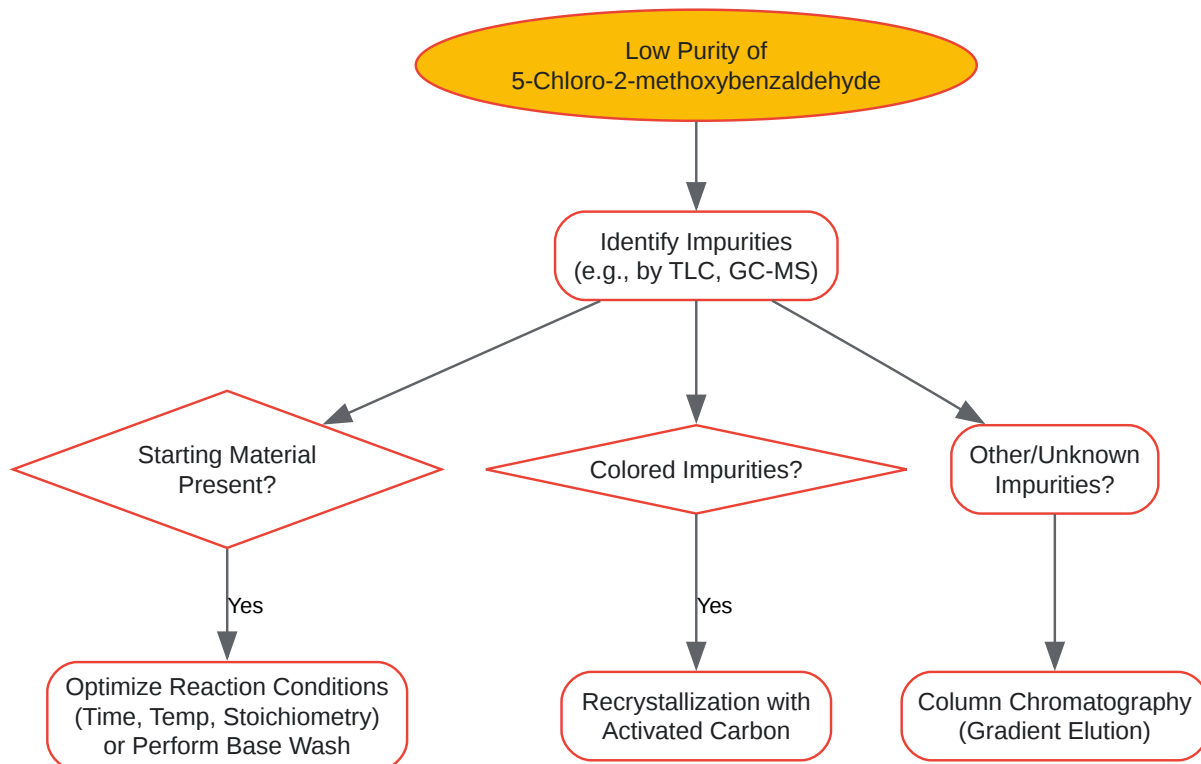 Low Purity of
5-Chloro-2-methoxybenzaldehyde
Identify Impurities
(e.g., by TLC, GC-MS)
Starting Material
Present?
Colored Impurities?
Other/Unknown
Impurities?
Yes
Yes
Optimize Reaction Conditions
(Time, Temp, Stoichiometry)
or Perform Base Wash
Recrystallization with
Activated Carbon
Column Chromatography
(Gradient Elution)